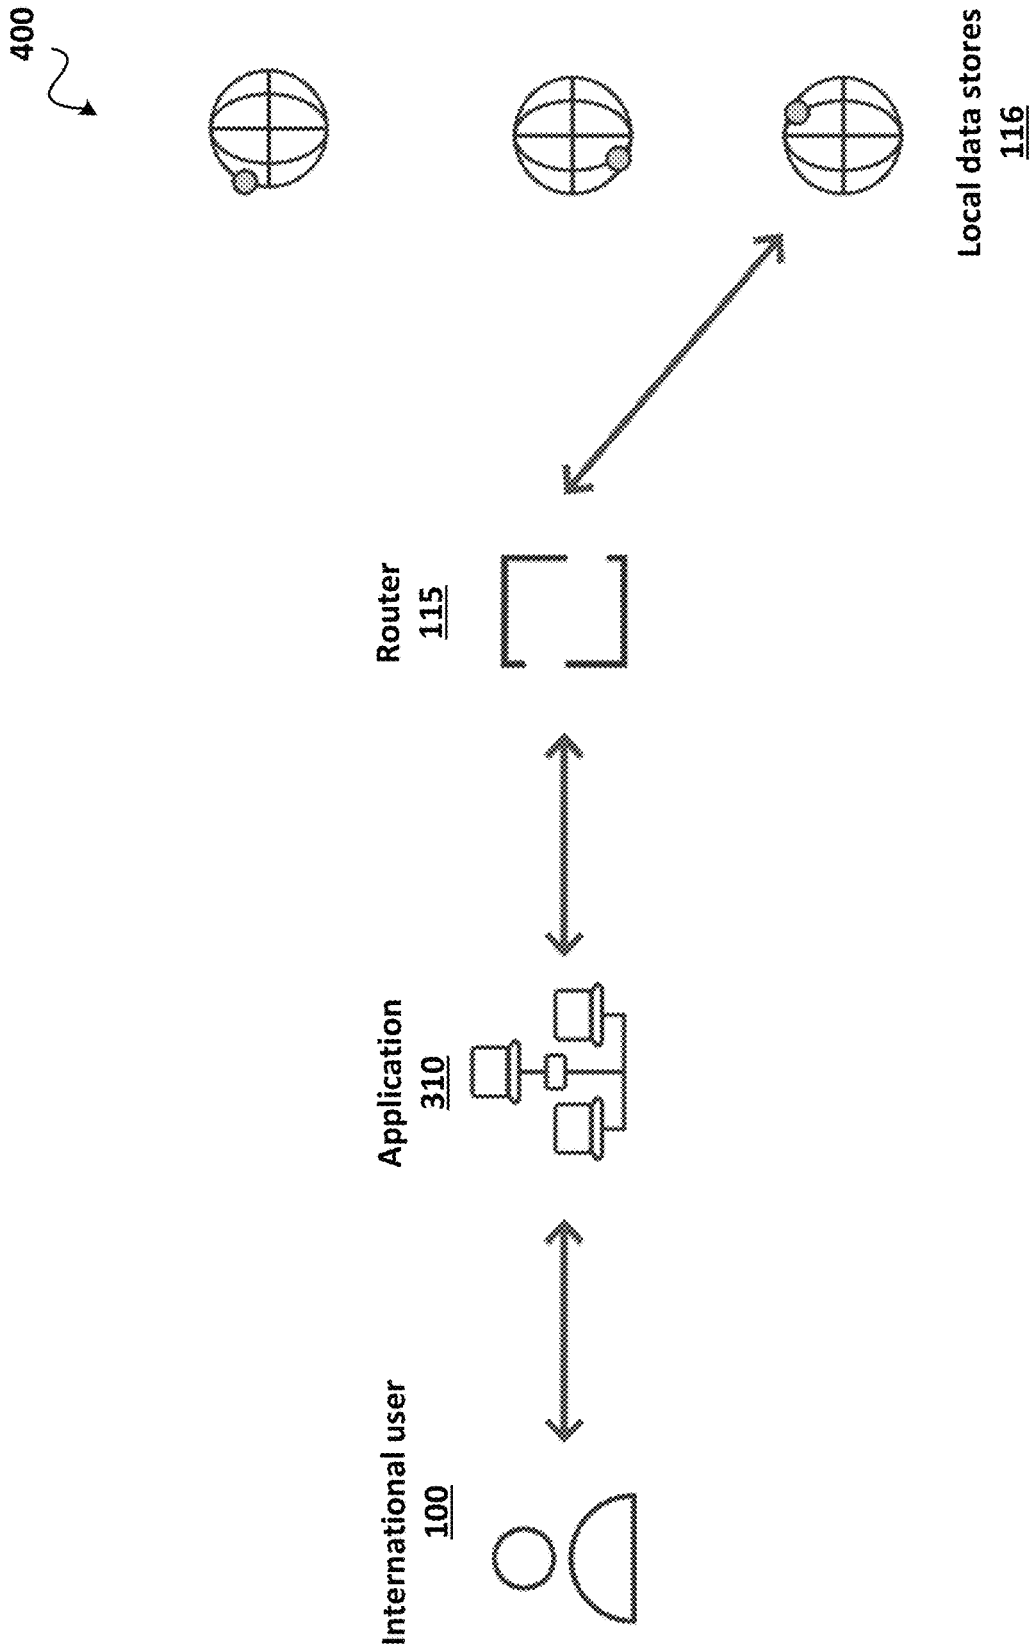 400
International user
100
Application
310
Router
115
Local data stores
116